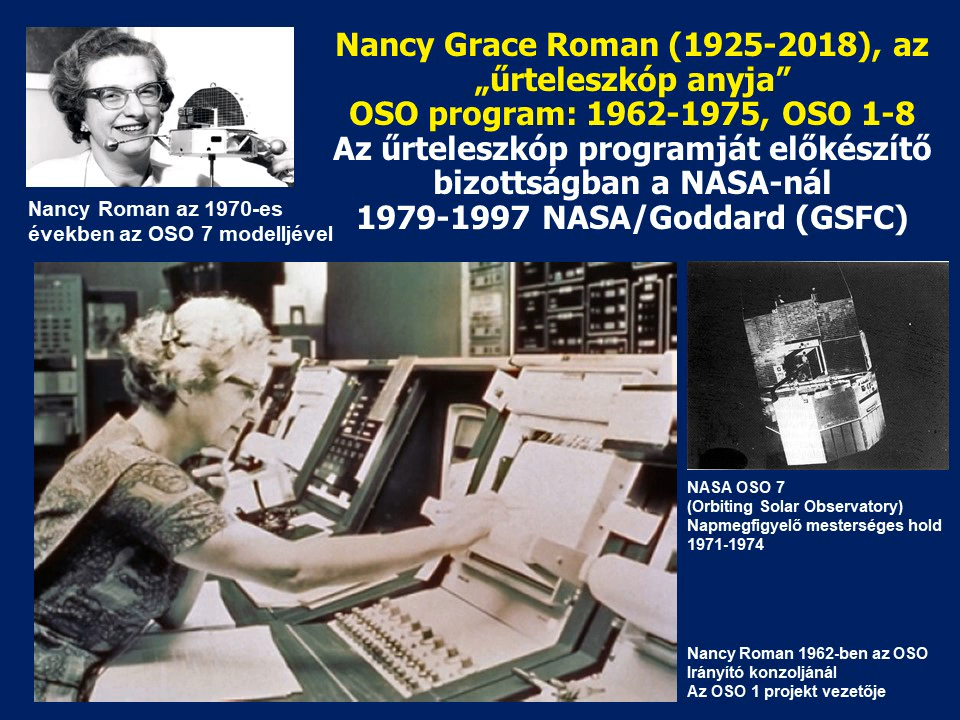 Nancy Grace Roman (1925-2018), az
„űrteleszkóp anyja”
OSO program: 1962-1975, OSO 1-8
Az űrteleszkóp programját előkészítő
bizottságban a NASA-nál
1979-1997 NASA/Goddard (GSFC)
Nancy Roman az 1970-es
években az OSO 7 modelljével
NASA OSO 7
(Orbiting Solar Observatory)
Napmegfigyelő mesterséges hold
1971-1974
Nancy Roman 1962-ben az OSO
Irányító konzoljánál
Az OSO 1 projekt vezetője